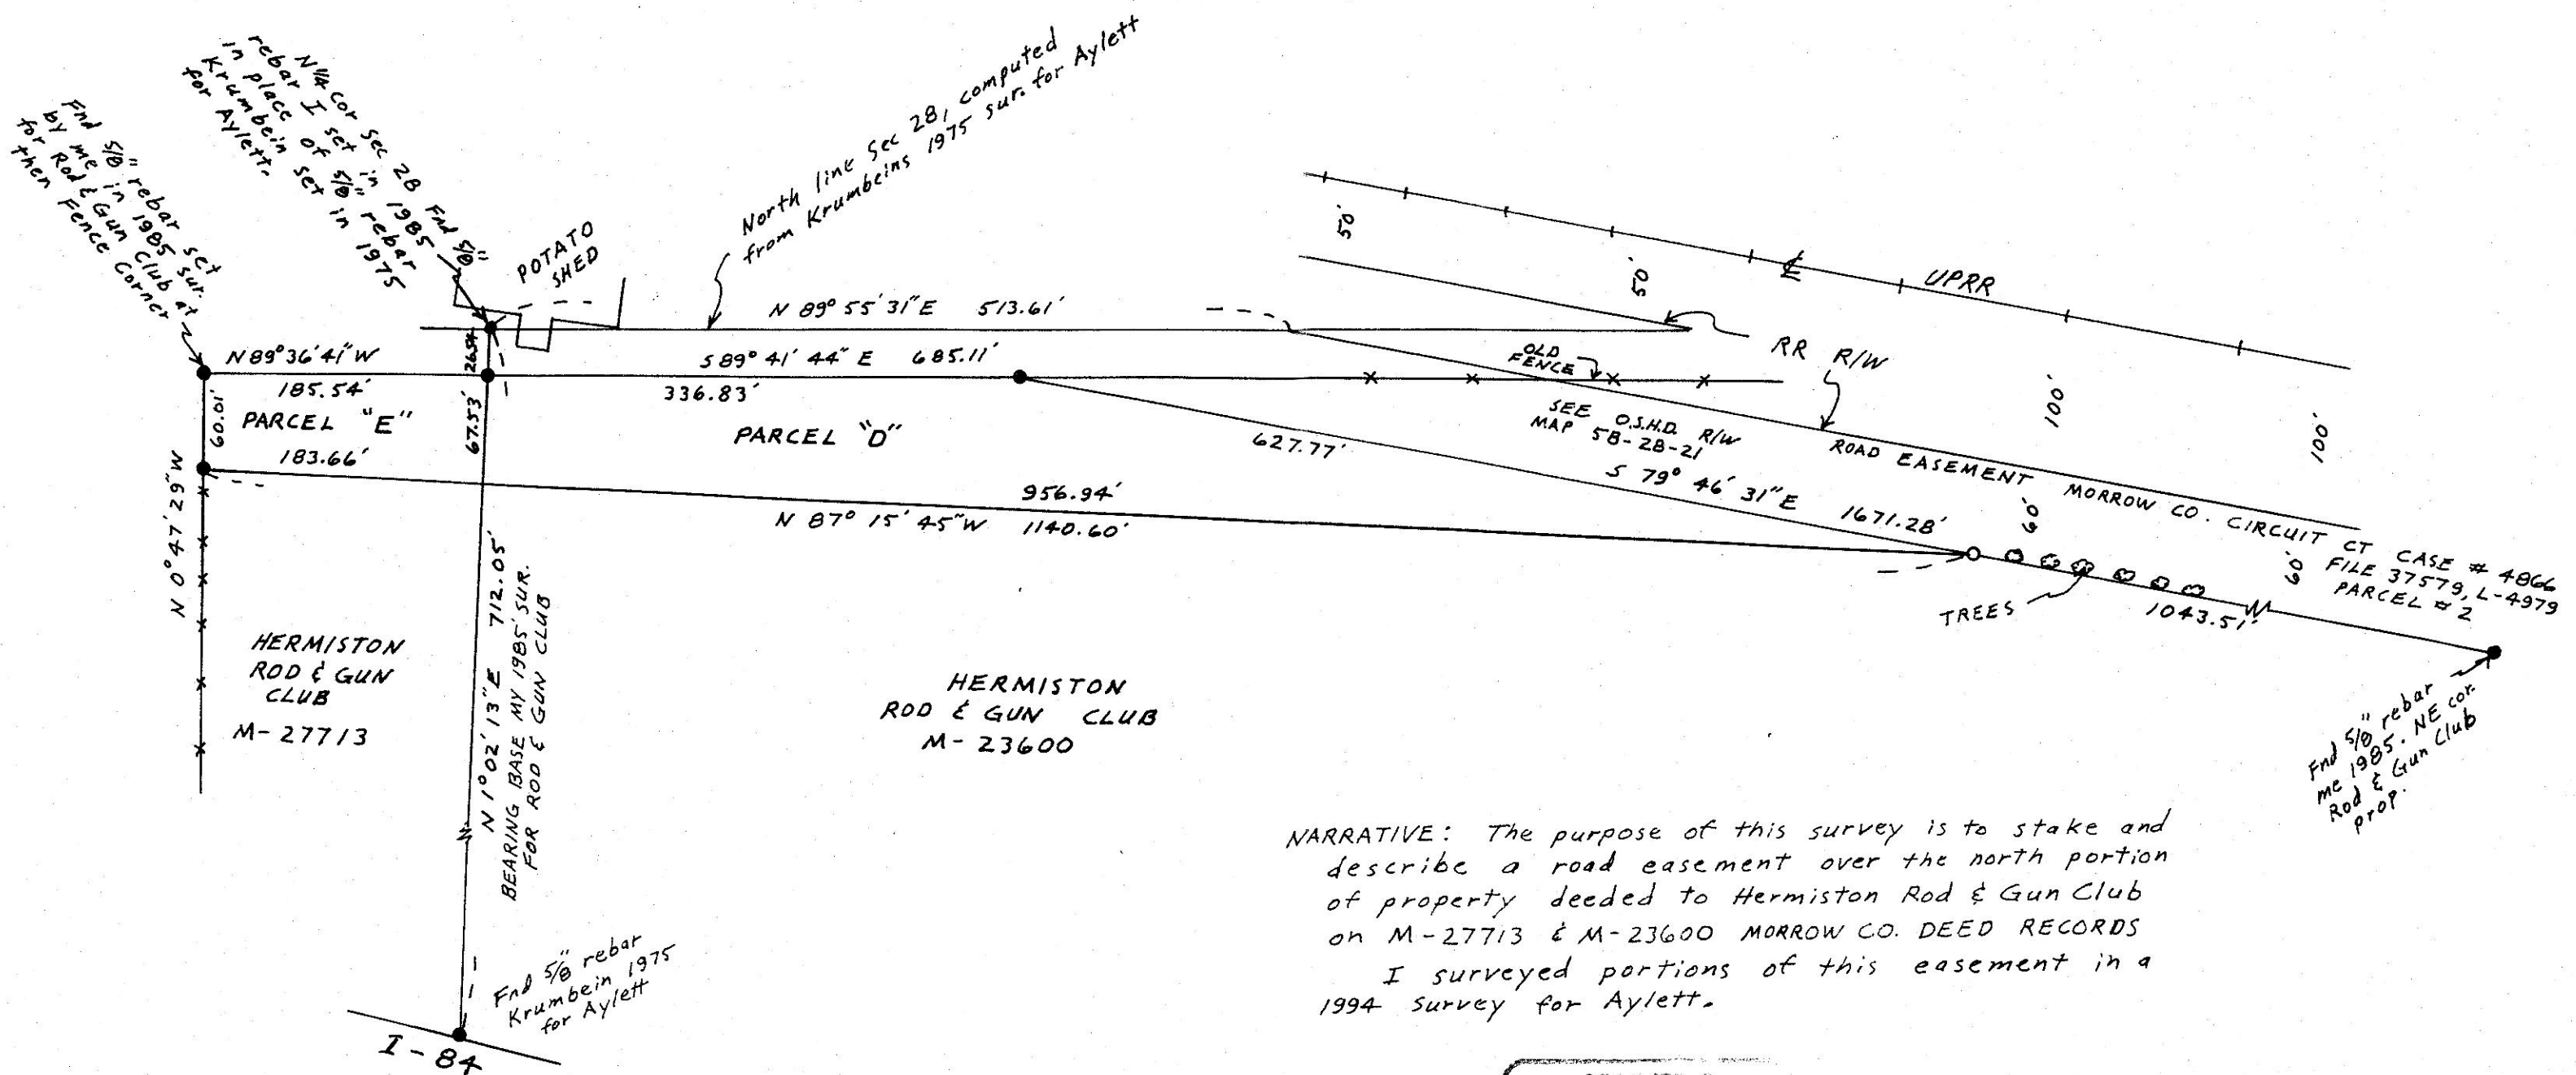 Fnd 5/8" rebar set
by me in 1985 sur.
for Rod & Gun Club at
then Fence Corner
N 1/4 cor Sec 28 Fnd 5/8"
rebar I set in 1985
in place of 5/8" rebar
Krumbein set in 1975
for Aylett.
POTATO
SHED
North line Sec 28, computed
from Krumbeins 1975 sur. for Aylett
50'
50'
℄
UPRR
N 89° 55' 31" E 513.61'
RR R/W
N 89° 36' 41" W
26.54'
S 89° 41' 44" E 685.11'
OLD
FENCE
185.54'
336.83'
60.01'
PARCEL "E"
67.53'
PARCEL "D"
183.66'
627.77'
SEE O.S.H.D. R/W
MAP 5B-28-21
100'
100'
ROAD EASEMENT MORROW CO. CIRCUIT CT CASE # 4866
FILE 37579, L-4979
PARCEL # 2
S 79° 46' 31" E 1671.28'
60'
60'
956.94'
N 87° 15' 45" W 1140.60'
TREES
1043.51'
N 0° 47' 29" W
HERMISTON
ROD & GUN
CLUB
M-27713
N 1° 02' 13" E 712.05'
BEARING BASE MY 1985 SUR.
FOR ROD & GUN CLUB
HERMISTON
ROD & GUN CLUB
M-23600
Fnd 5/8" rebar
me 1985. NE cor.
Rod & Gun Club
prop.
Fnd 5/8" rebar
Krumbein 1975
for Aylett
I-84
NARRATIVE: The purpose of this survey is to stake and
describe a road easement over the north portion
of property deeded to Hermiston Rod & Gun Club
on M-27713 & M-23600 MORROW CO. DEED RECORDS
I surveyed portions of this easement in a
1994 survey for Aylett.